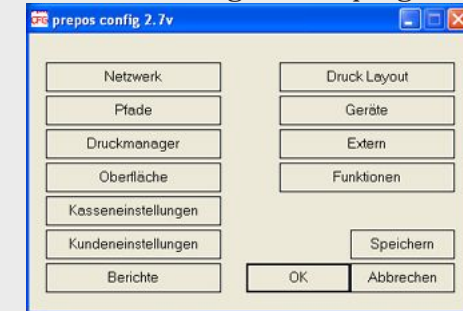 CFG prepos config 2.7v
Netzwerk
Druck Layout
Pfade
Geräte
Druckmanager
Extern
Oberfläche
Funktionen
Kasseneinstellungen
Kundeneinstellungen
Speichern
Berichte
OK
Abbrechen